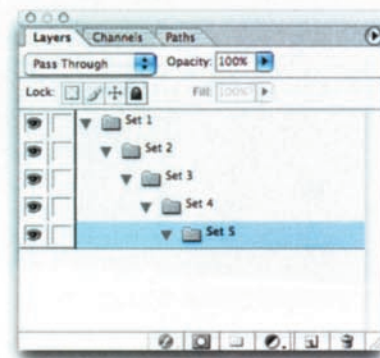 Layers Channels Paths
Pass Through Opacity: 100%
Lock: Fill: 100%
Set 1
Set 2
Set 3
Set 4
Set 5